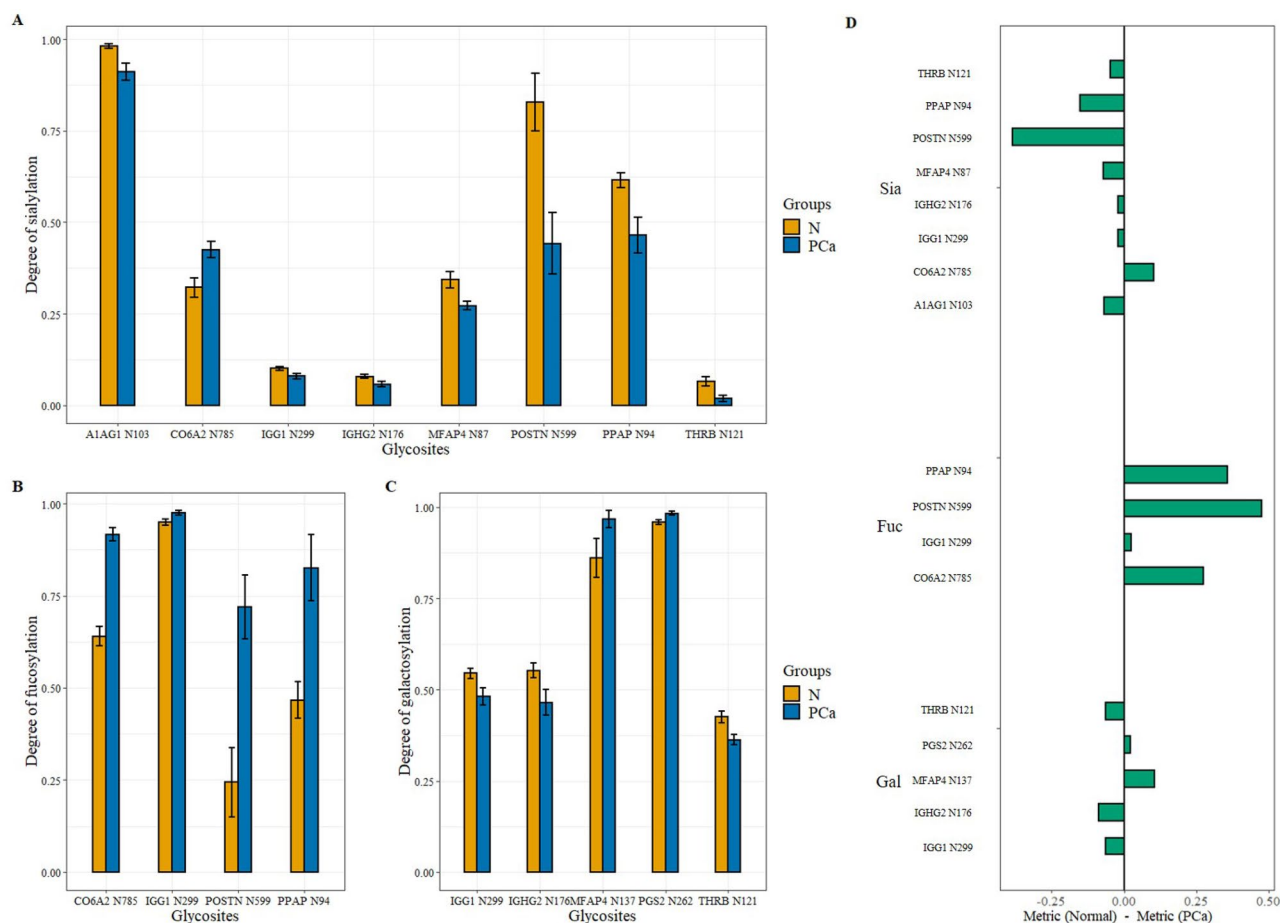 A
1.00
0.75
0.50
0.25
0.00
Degree of sialylation
A1AG1 N103 CO6A2 N785 IGG1 N299 IGHG2 N176 MFAP4 N87 POSTN N599 PPAP N94 THRB N121
Glycosites
Groups
N
PCa
B
1.00
0.75
0.50
0.25
0.00
Degree of fucosylation
CO6A2 N785 IGG1 N299 POSTN N599 PPAP N94
Glycosites
C
1.00
0.75
0.50
0.25
0.00
Degree of galactosylation
IGG1 N299 IGHG2 N176 MFAP4 N137 PGS2 N262 THRB N121
Glycosites
Groups
N
PCa
D
THRB N121
PPAP N94
POSTN N599
MFAP4 N87
Sia
IGHG2 N176
IGG1 N299
CO6A2 N785
A1AG1 N103
PPAP N94
POSTN N599
Fuc
IGG1 N299
CO6A2 N785
THRB N121
PGS2 N262
Gal
MFAP4 N137
IGHG2 N176
IGG1 N299
-0.25 0.00 0.25 0.50
Metric (Normal) - Metric (PCa)